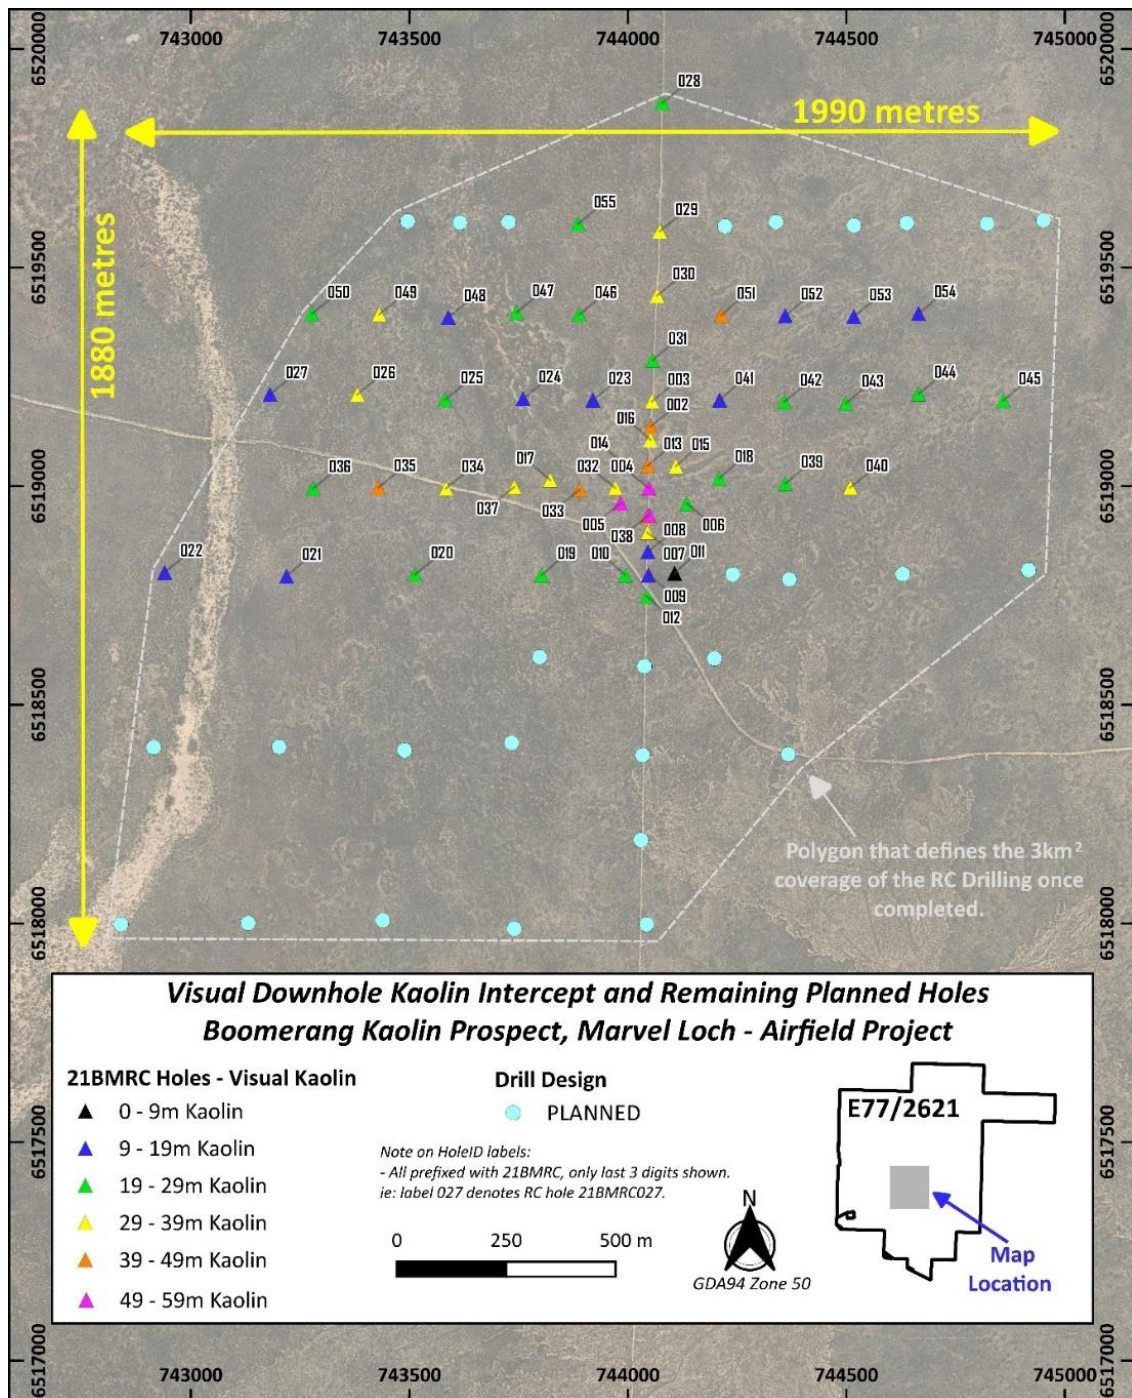 743000 743500 744000 744500 745000
6520000
6520000
028
1990 metres
1880 metres
055
029
6519500
6519500
030
050
049
048
047
046
051
052
053
054
031
027
026
025
024
023
003
041
042
043
044
045
016
002
014
013
015
036
035
034
017
032
004
018
039
040
6519000
6519000
037
033
005
038
008
006
022
021
020
019
010
007
011
009
012
6518500
6518500
Polygon that defines the 3km²
coverage of the RC Drilling once
completed.
6518000
6518000
Visual Downhole Kaolin Intercept and Remaining Planned Holes
Boomerang Kaolin Prospect, Marvel Loch - Airfield Project
21BMRC Holes - Visual Kaolin
0 - 9m Kaolin
9 - 19m Kaolin
19 - 29m Kaolin
29 - 39m Kaolin
39 - 49m Kaolin
49 - 59m Kaolin
Drill Design
PLANNED
Note on HoleID labels:
- All prefixed with 21BMRC, only last 3 digits shown.
ie: label 027 denotes RC hole 21BMRC027.
0 250 500 m
N
GDA94 Zone 50
E77/2621
Map
Location
6517500
6517500
6517000
6517000
743000 743500 744000 744500 745000